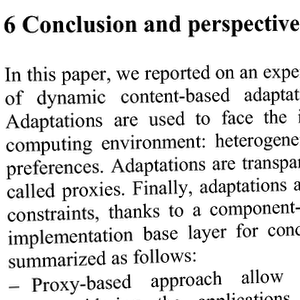 6 Conclusion and perspective
In this paper, we reported on an expe
of dynamic content-based adaptat
Adaptations are used to face the i
computing environment: heterogene
preferences. Adaptations are transpa
called proxies. Finally, adaptations a
constraints, thanks to a component-
implementation base layer for conc
summarized as follows:
– Proxy-based approach allow
applications